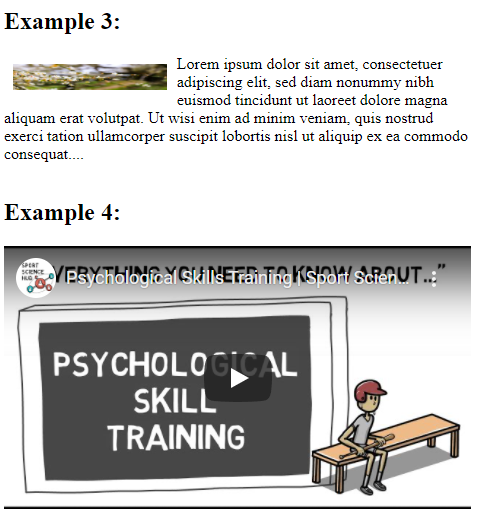 Example 3:
Lorem ipsum dolor sit amet, consectetuer
adipiscing elit, sed diam nonummy nibh
euismod tincidunt ut laoreet dolore magna
aliquam erat volutpat. Ut wisi enim ad minim veniam, quis nostrud
exerci tation ullamcorper suscipit lobortis nisl ut aliquip ex ea commodo
consequat....
Example 4:
"EVERYTHING YOU NEED TO KNOW ABOUT..."
SPORT
SCIENCE
HUB
Psychological Skills Training | Sport Scien...
PSYCHOLOGICAL
SKILL
TRAINING